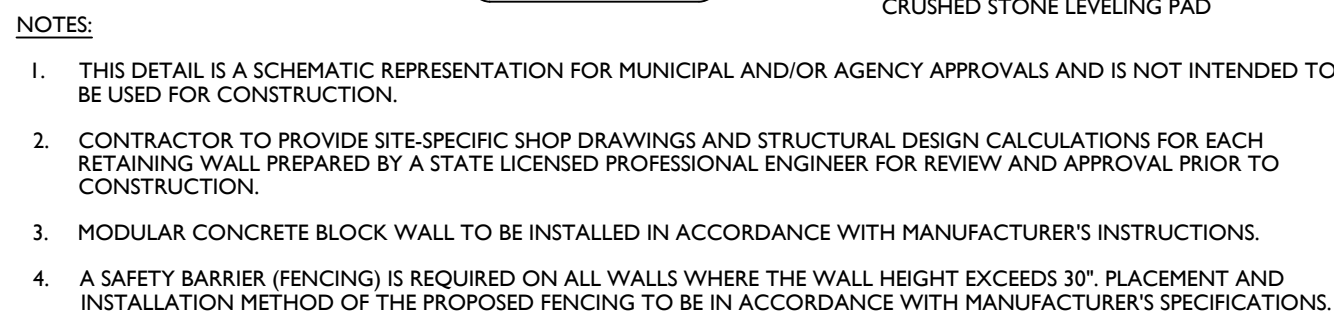 CRUSHED STONE LEVELING PAD
NOTES:
1. THIS DETAIL IS A SCHEMATIC REPRESENTATION FOR MUNICIPAL AND/OR AGENCY APPROVALS AND IS NOT INTENDED TO
BE USED FOR CONSTRUCTION.
2. CONTRACTOR TO PROVIDE SITE-SPECIFIC SHOP DRAWINGS AND STRUCTURAL DESIGN CALCULATIONS FOR EACH
RETAINING WALL PREPARED BY A STATE LICENSED PROFESSIONAL ENGINEER FOR REVIEW AND APPROVAL PRIOR TO
CONSTRUCTION.
3. MODULAR CONCRETE BLOCK WALL TO BE INSTALLED IN ACCORDANCE WITH MANUFACTURER'S INSTRUCTIONS.
4. A SAFETY BARRIER (FENCING) IS REQUIRED ON ALL WALLS WHERE THE WALL HEIGHT EXCEEDS 30". PLACEMENT AND
INSTALLATION METHOD OF THE PROPOSED FENCING TO BE IN ACCORDANCE WITH MANUFACTURER'S SPECIFICATIONS.